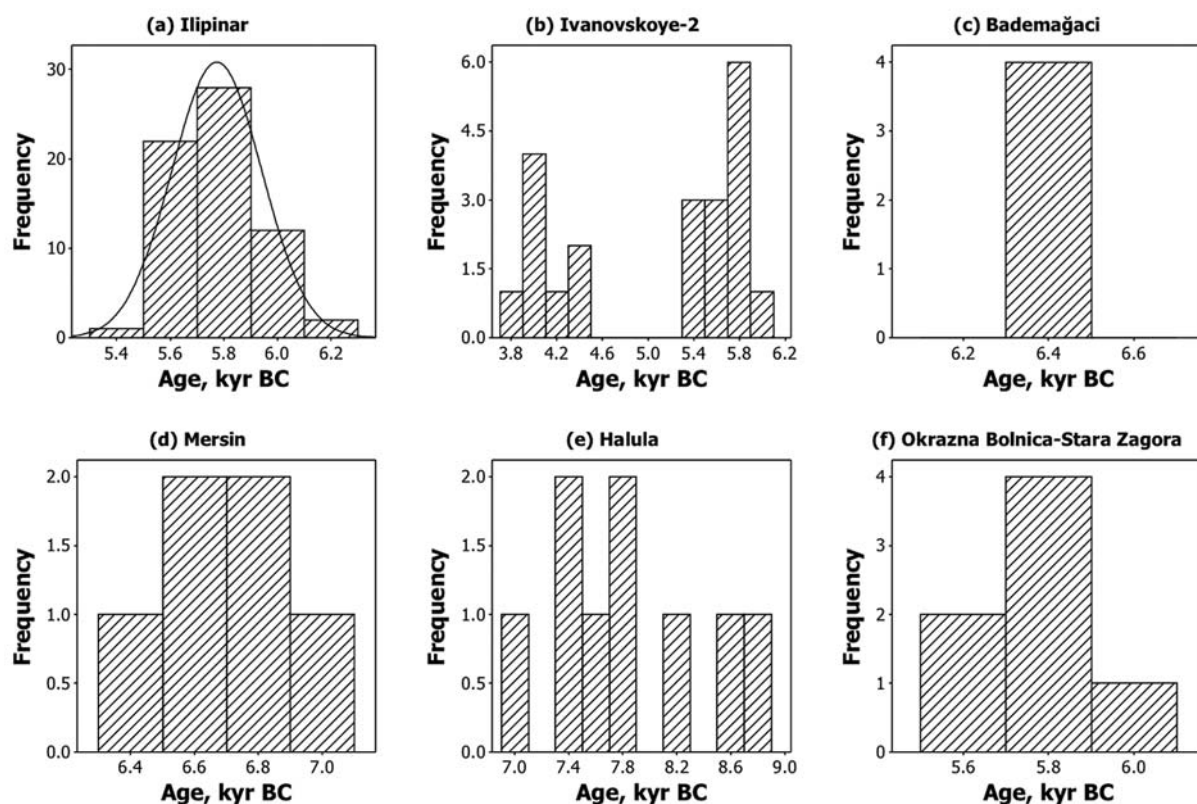 (a) Ilipinar
30
20
10
0
Frequency
5.4 5.6 5.8 6.0 6.2
Age, kyr BC
(b) Ivanovskoye-2
6.0
4.5
3.0
1.5
0.0
Frequency
3.8 4.2 4.6 5.0 5.4 5.8 6.2
Age, kyr BC
(c) Bademağaci
4
3
2
1
0
Frequency
6.2 6.4 6.6
Age, kyr BC
(d) Mersin
2.0
1.5
1.0
0.5
0.0
Frequency
6.4 6.6 6.8 7.0
Age, kyr BC
(e) Halula
2.0
1.5
1.0
0.5
0.0
Frequency
7.0 7.4 7.8 8.2 8.6 9.0
Age, kyr BC
(f) Okrazna Bolnica-Stara Zagora
4
3
2
1
0
Frequency
5.6 5.8 6.0
Age, kyr BC